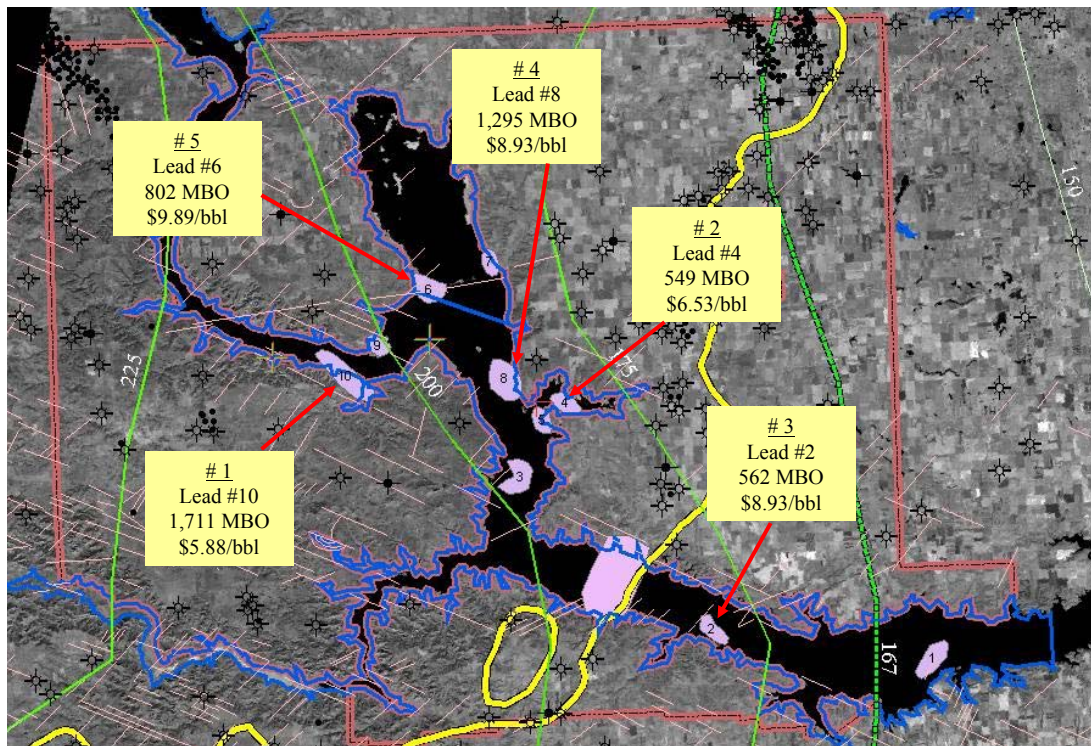 # 4
Lead #8
1,295 MBO
$8.93/bbl
# 5
Lead #6
802 MBO
$9.89/bbl
# 2
Lead #4
549 MBO
$6.53/bbl
# 1
Lead #10
1,711 MBO
$5.88/bbl
# 3
Lead #2
562 MBO
$8.93/bbl
150
7
6
9
10
8
4
225
200
175
3
2
1
167